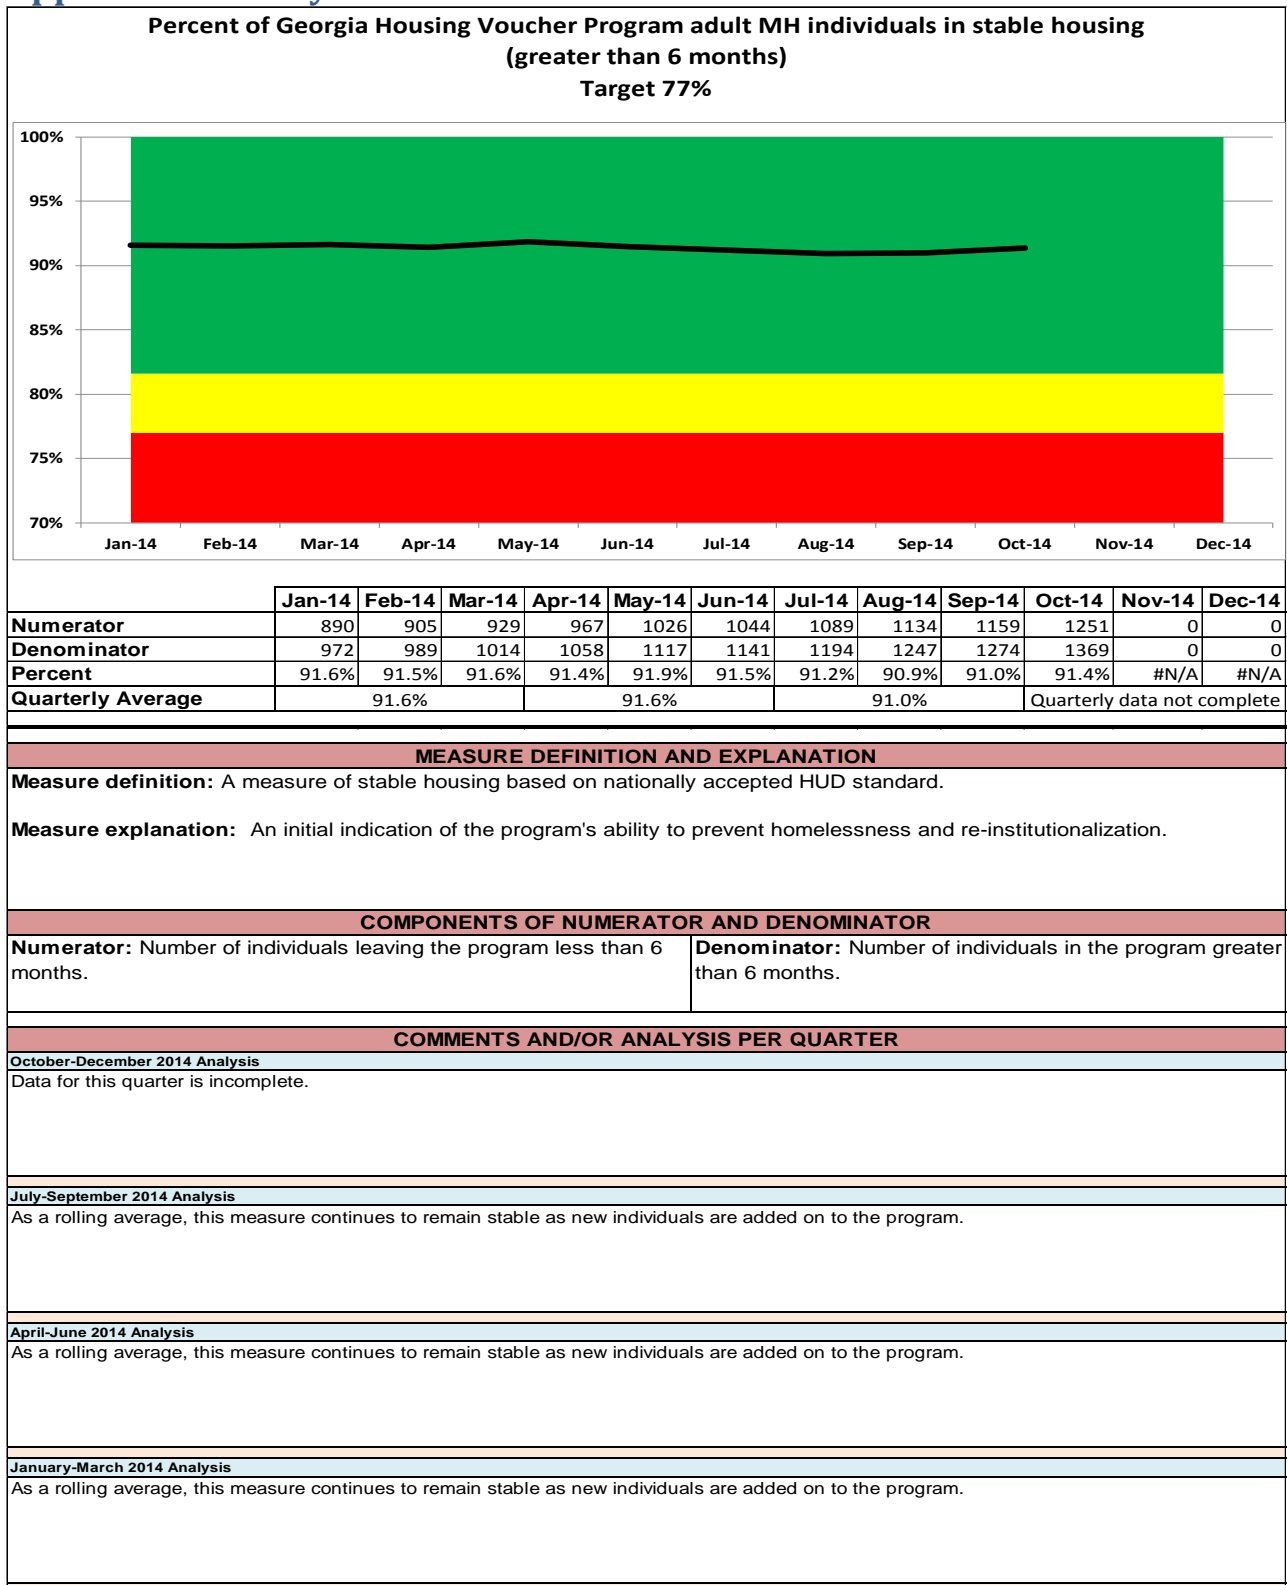 Percent of Georgia Housing Voucher Program adult MH individuals in stable housing
(greater than 6 months)
Target 77%
100%
95%
90%
85%
80%
75%
70%
Jan-14 Feb-14 Mar-14 Apr-14 May-14 Jun-14 Jul-14 Aug-14 Sep-14 Oct-14 Nov-14 Dec-14
Jan-14 Feb-14 Mar-14 Apr-14 May-14 Jun-14 Jul-14 Aug-14 Sep-14 Oct-14 Nov-14 Dec-14
Numerator 890 905 929 967 1026 1044 1089 1134 1159 1251 0 0
Denominator 972 989 1014 1058 1117 1141 1194 1247 1274 1369 0 0
Percent 91.6% 91.5% 91.6% 91.4% 91.9% 91.5% 91.2% 90.9% 91.0% 91.4% #N/A #N/A
Quarterly Average 91.6% 91.6% 91.0% Quarterly data not complete
MEASURE DEFINITION AND EXPLANATION
Measure definition: A measure of stable housing based on nationally accepted HUD standard.
Measure explanation: An initial indication of the program's ability to prevent homelessness and re-institutionalization.
COMPONENTS OF NUMERATOR AND DENOMINATOR
Numerator: Number of individuals leaving the program less than 6
months.
Denominator: Number of individuals in the program greater
than 6 months.
COMMENTS AND/OR ANALYSIS PER QUARTER
October-December 2014 Analysis
Data for this quarter is incomplete.
July-September 2014 Analysis
As a rolling average, this measure continues to remain stable as new individuals are added on to the program.
April-June 2014 Analysis
As a rolling average, this measure continues to remain stable as new individuals are added on to the program.
January-March 2014 Analysis
As a rolling average, this measure continues to remain stable as new individuals are added on to the program.